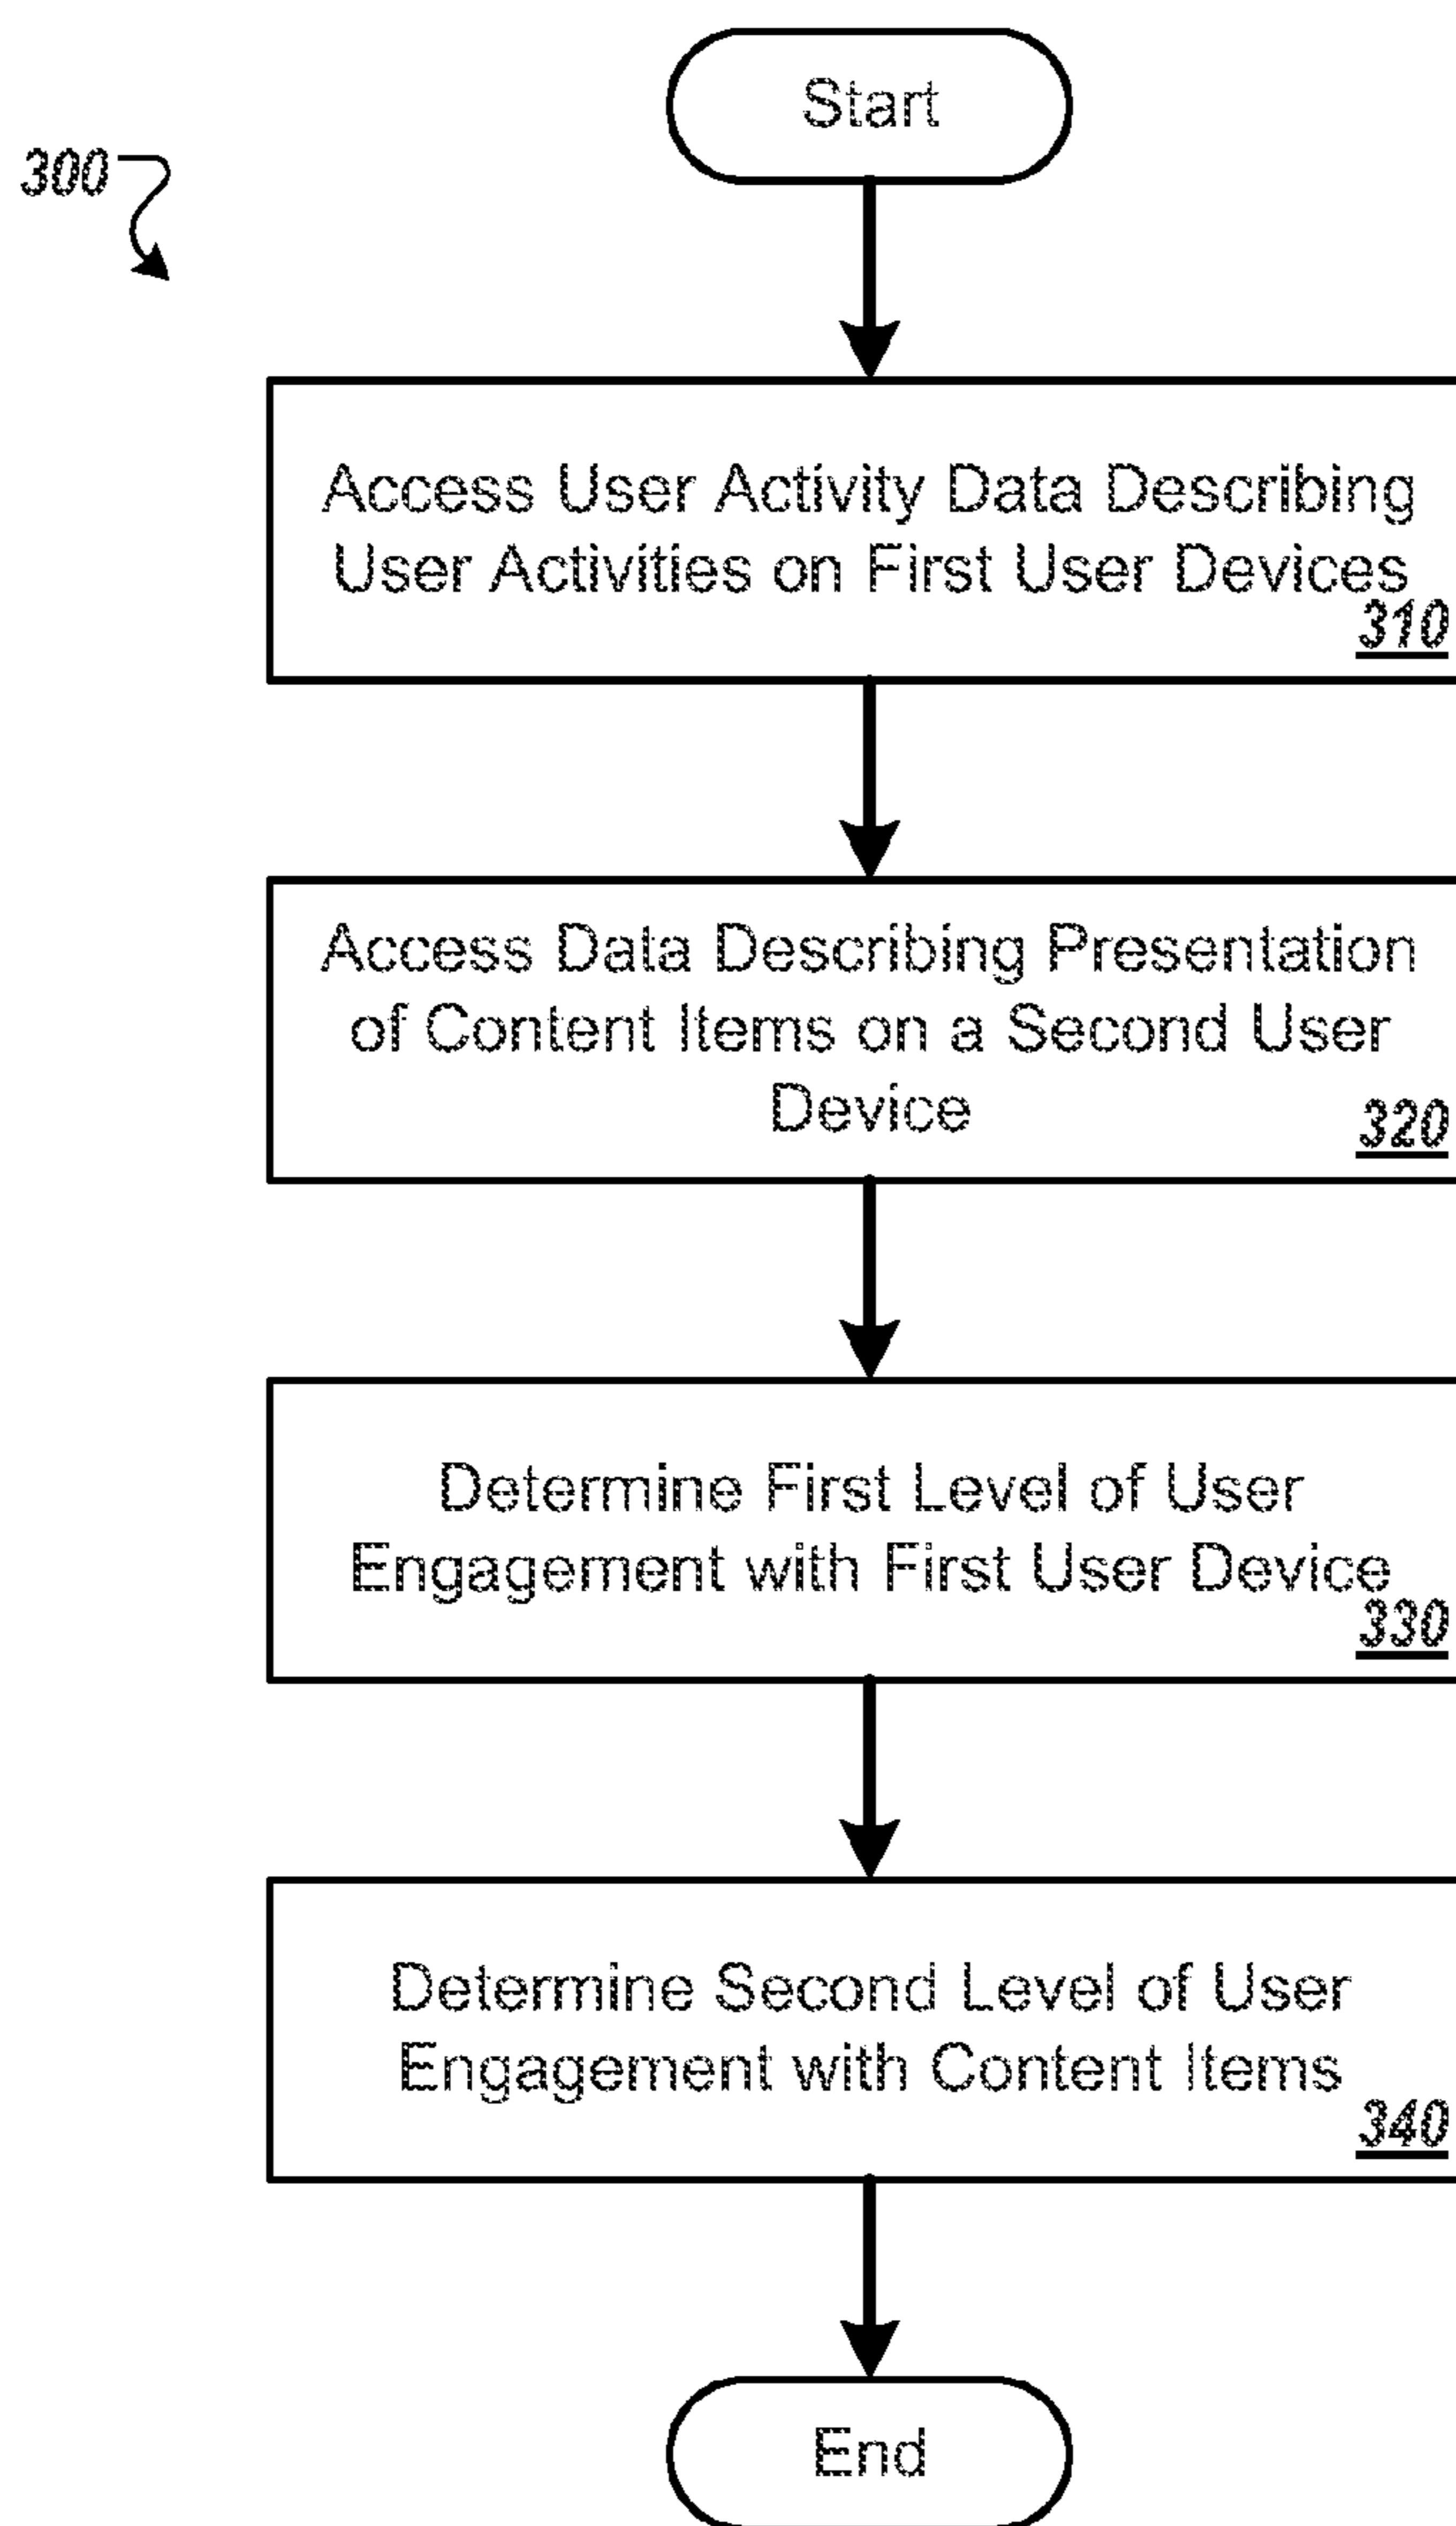 Start
300
Access User Activity Data Describing
User Activities on First User Devices
310
Access Data Describing Presentation
of Content Items on a Second User
Device
320
Determine First Level of User
Engagement with First User Device
330
Determine Second Level of User
Engagement with Content Items
340
End